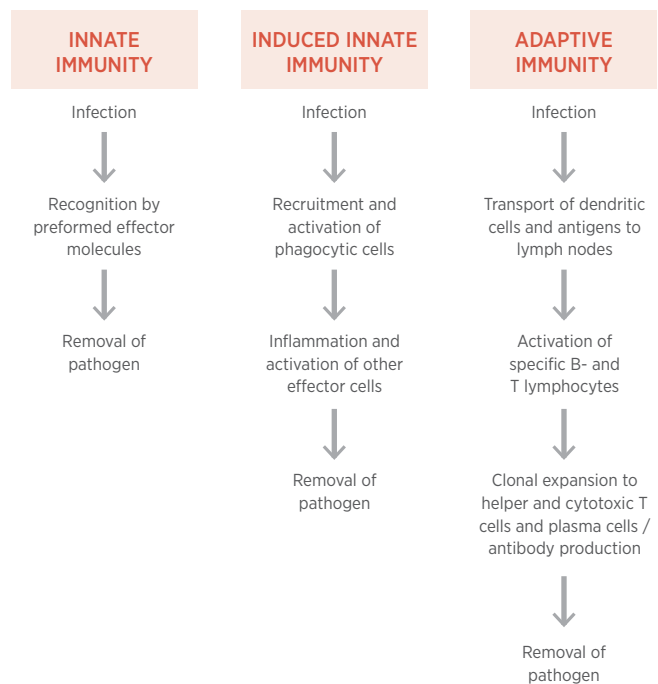 INNATE
IMMUNITY
Infection
Recognition by
preformed effector
molecules
Removal of
pathogen
INDUCED INNATE
IMMUNITY
Infection
Recruitment and
activation of
phagocytic cells
Inflammation and
activation of other
effector cells
Removal of
pathogen
ADAPTIVE
IMMUNITY
Infection
Transport of dendritic
cells and antigens to
lymph nodes
Activation of
specific B- and
T lymphocytes
Clonal expansion to
helper and cytotoxic T
cells and plasma cells /
antibody production
Removal of
pathogen